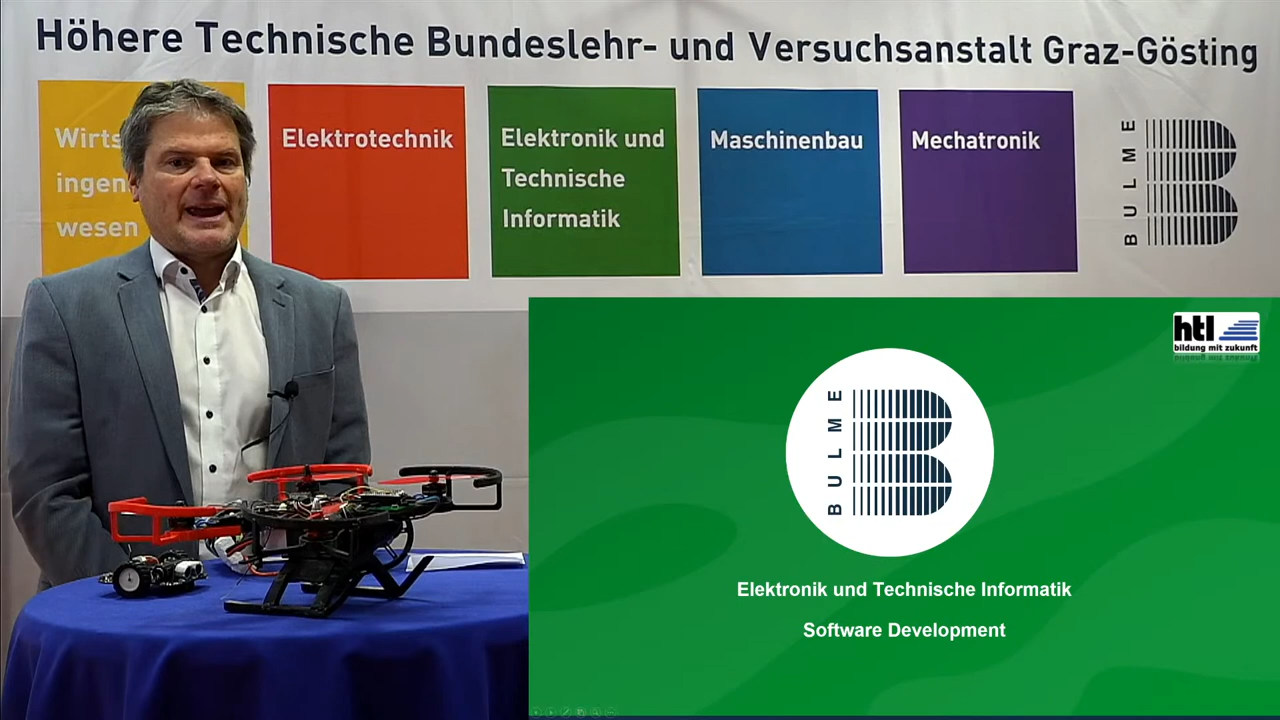 Höhere Technische Bundeslehr- und Versuchsanstalt Graz-Gösting
Wirts
ingen
wesen
Elektrotechnik
Elektronik und
Technische
Informatik
Maschinenbau
Mechatronik
BULME
htl
bildung mit zukunft
BULME
Elektronik und Technische Informatik
Software Development